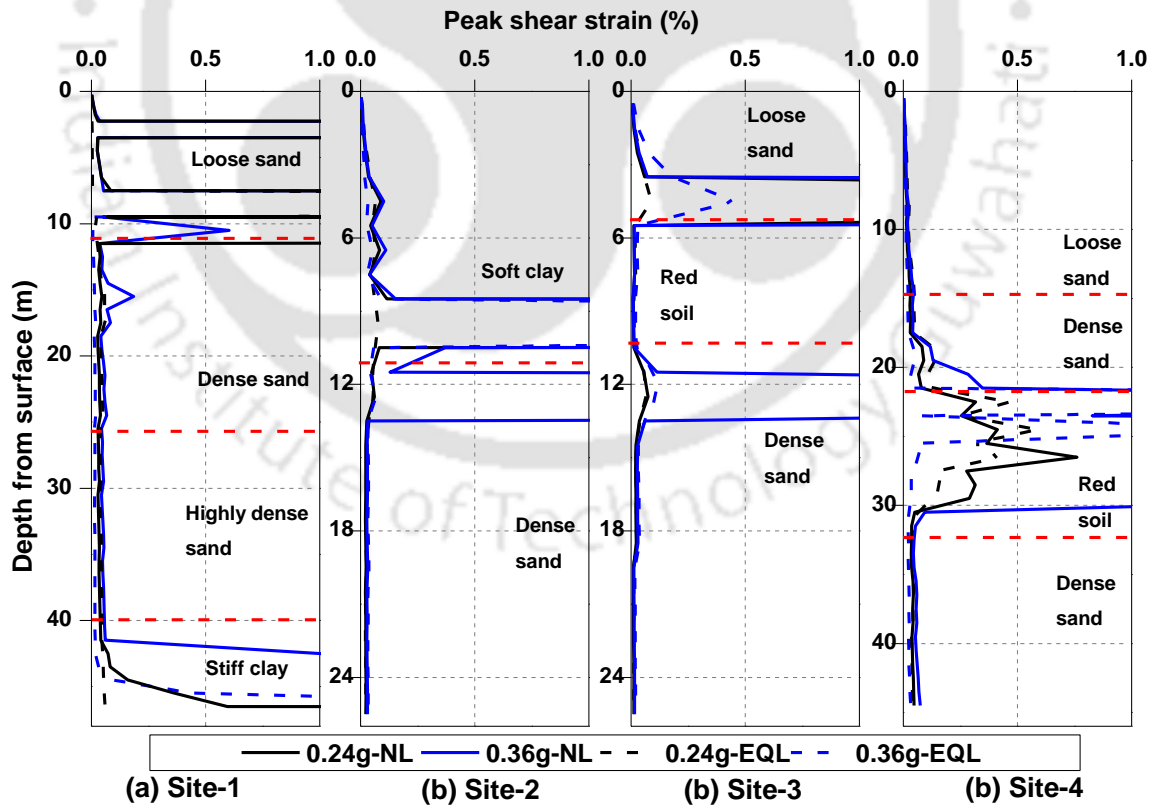 Peak shear strain (%)
0.0 0.5 1.0 0.0 0.5 1.0 0.0 0.5 1.0 0.0 0.5 1.0
Depth from surface (m)
0
10
20
30
40
Loose sand
Dense sand
Highly dense
sand
Stiff clay
0
6
12
18
24
Soft clay
Dense
sand
0
6
12
18
24
Loose
sand
Red
soil
Dense
sand
0
10
20
30
40
Loose
sand
Dense
sand
Red
soil
Dense
sand
Indian Institute of Technology Guwahati
0.24g-NL 0.36g-NL 0.24g-EQL 0.36g-EQL
(a) Site-1 (b) Site-2 (b) Site-3 (b) Site-4